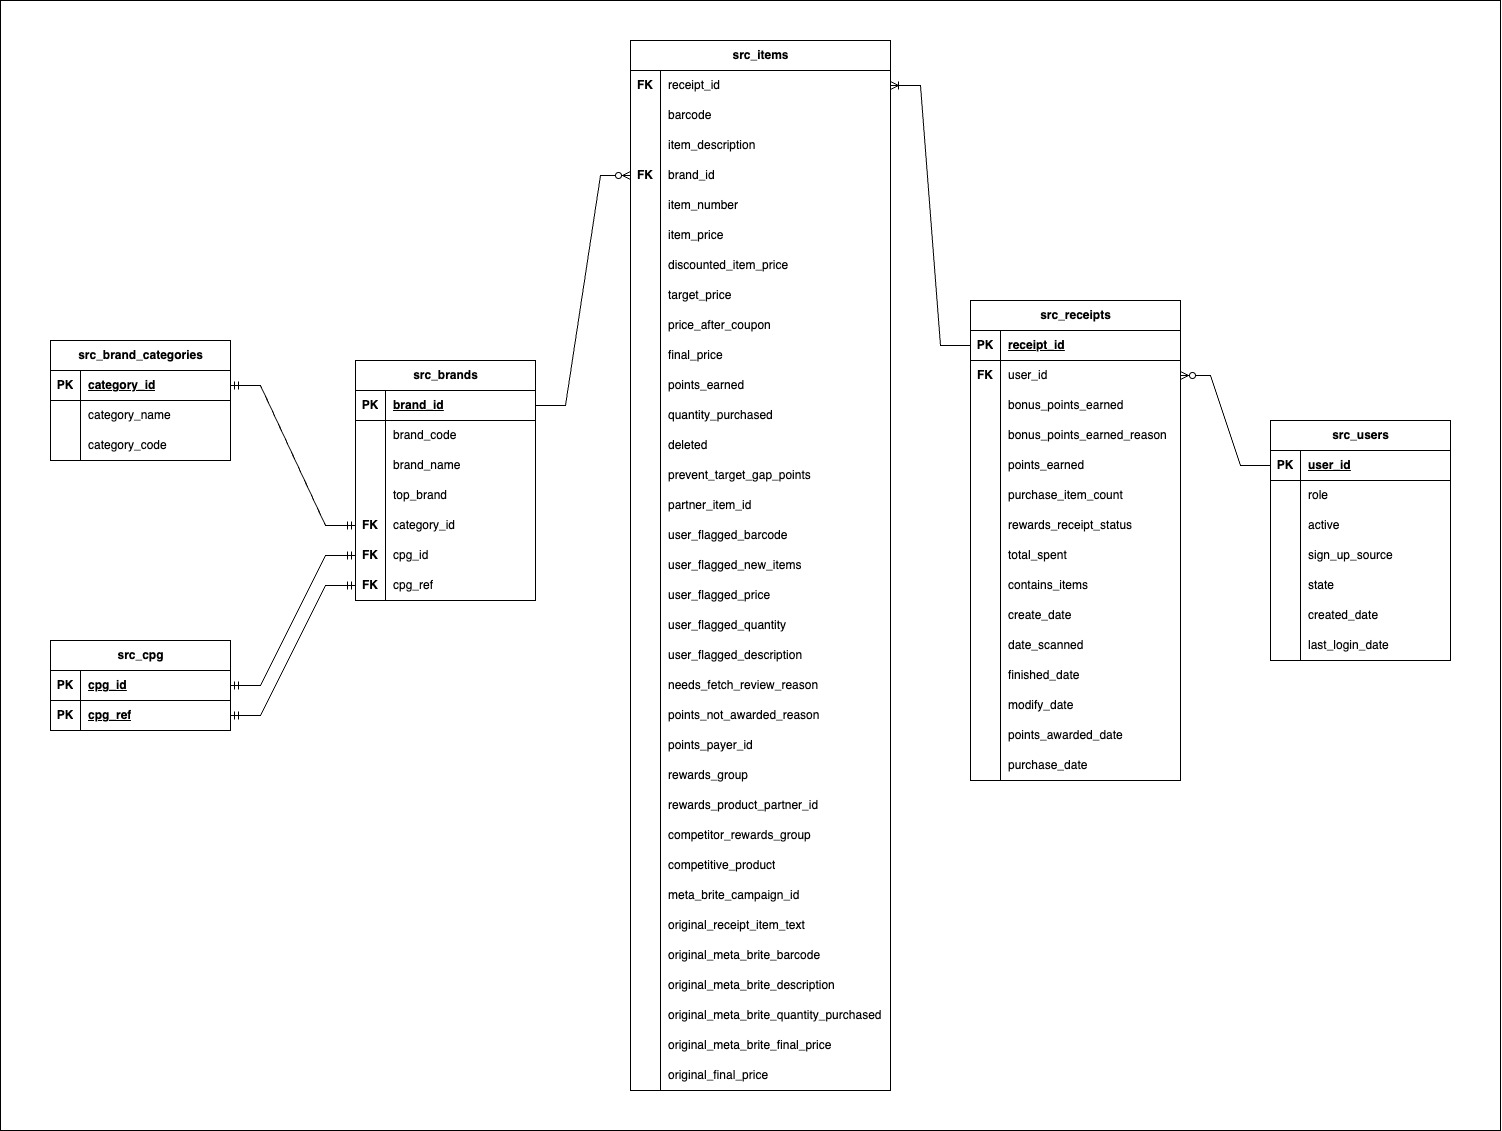 src_items
FK receipt_id
barcode
item_description
FK brand_id
item_number
item_price
discounted_item_price
target_price
price_after_coupon
final_price
points_earned
quantity_purchased
deleted
prevent_target_gap_points
partner_item_id
user_flagged_barcode
user_flagged_new_items
user_flagged_price
user_flagged_quantity
user_flagged_description
needs_fetch_review_reason
points_not_awarded_reason
points_payer_id
rewards_group
rewards_product_partner_id
competitor_rewards_group
competitive_product
meta_brite_campaign_id
original_receipt_item_text
original_meta_brite_barcode
original_meta_brite_description
original_meta_brite_quantity_purchased
original_meta_brite_final_price
original_final_price
src_brand_categories
PK category_id
category_name
category_code
src_cpg
PK cpg_id
PK cpg_ref
src_brands
PK brand_id
brand_code
brand_name
top_brand
FK category_id
FK cpg_id
FK cpg_ref
src_receipts
PK receipt_id
FK user_id
bonus_points_earned
bonus_points_earned_reason
points_earned
purchase_item_count
rewards_receipt_status
total_spent
contains_items
create_date
date_scanned
finished_date
modify_date
points_awarded_date
purchase_date
src_users
PK user_id
role
active
sign_up_source
state
created_date
last_login_date